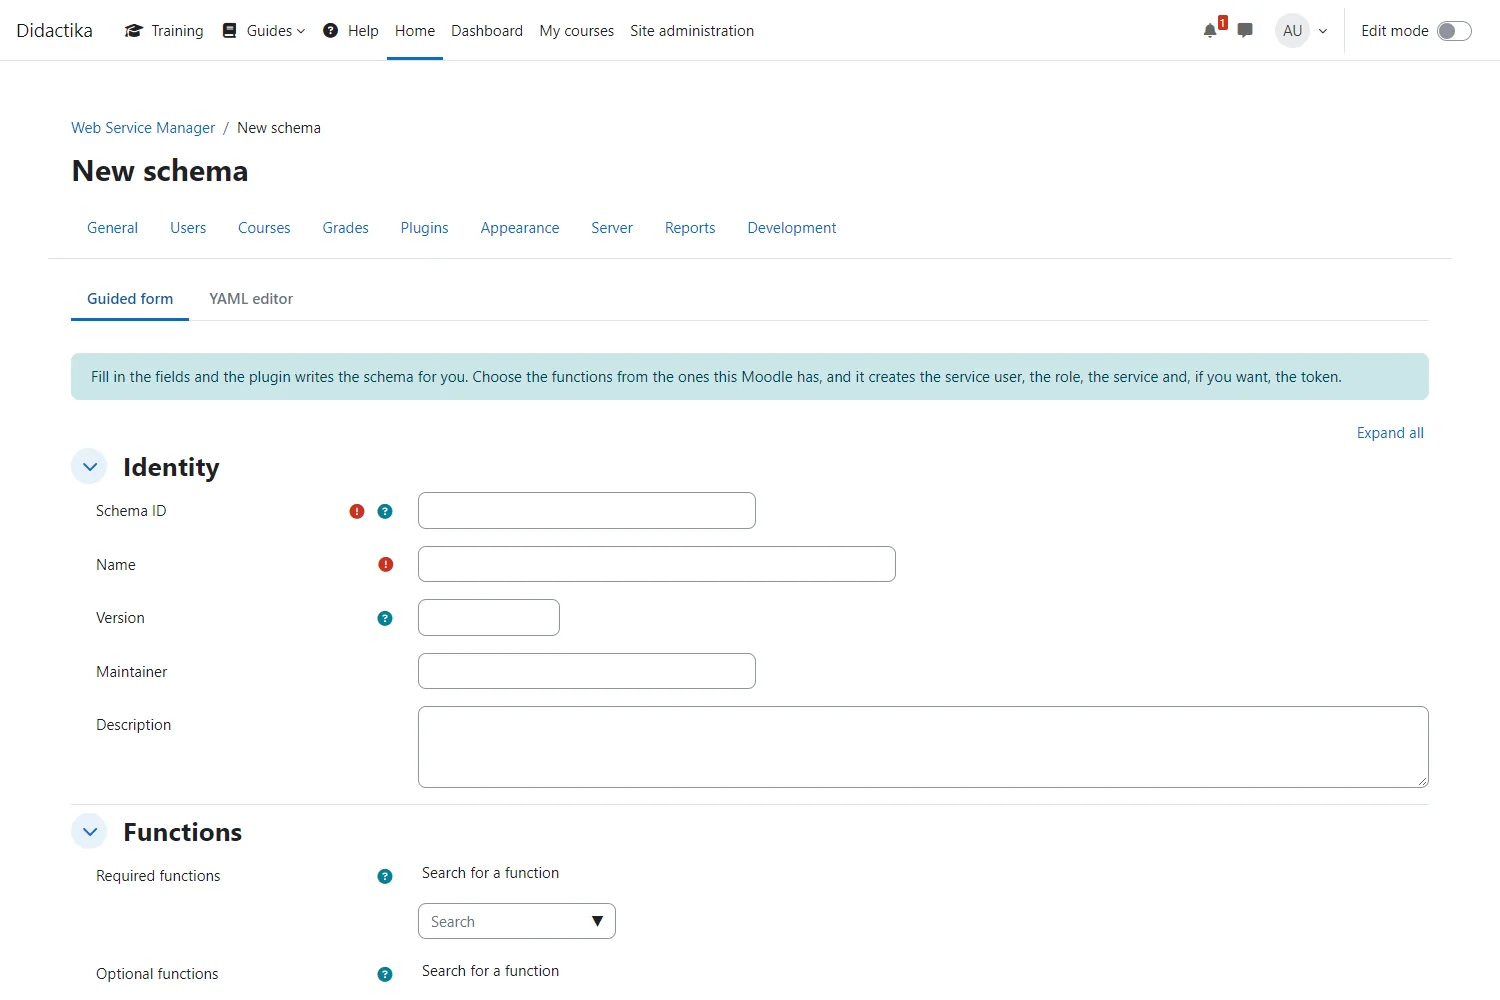 Didactika Training Guides Help Home Dashboard My courses Site administration 1 AU Edit mode
Web Service Manager / New schema
New schema
General Users Courses Grades Plugins Appearance Server Reports Development
Guided form YAML editor
Fill in the fields and the plugin writes the schema for you. Choose the functions from the ones this Moodle has, and it creates the service user, the role, the service and, if you want, the token.
Expand all
Identity
Schema ID
Name
Version
Maintainer
Description
Functions
Required functions Search for a function
Search
Optional functions Search for a function